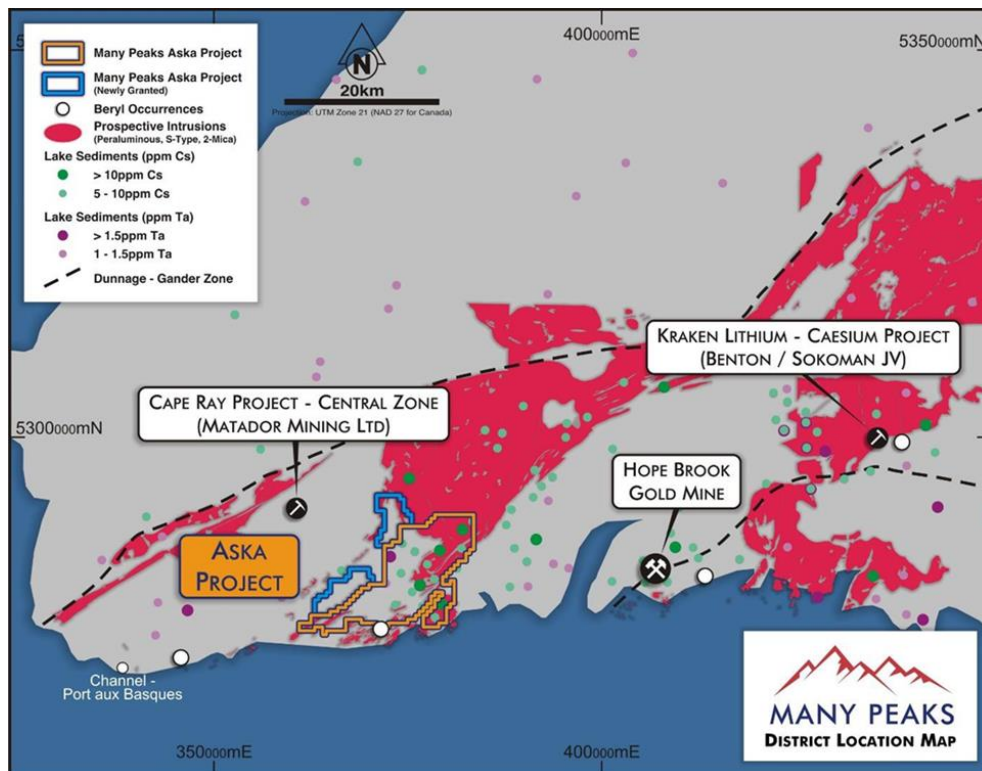 400000mE
5350000mN
Many Peaks Aska Project
Many Peaks Aska Project
(Newly Granted)
Beryl Occurrences
Prospective Intrusions
(Peraluminous, S-Type, 2-Mica)
Lake Sediments (ppm Cs)
> 10ppm Cs
5 - 10ppm Cs
Lake Sediments (ppm Ta)
> 1.5ppm Ta
1 - 1.5ppm Ta
Dunnage - Gander Zone
N
20km
Projection: UTM Zone 21 (NAD 27 for Canada)
Kraken Lithium - Caesium Project
(Benton / Sokoman JV)
Cape Ray Project - Central Zone
(Matador Mining Ltd)
5300000mN
Hope Brook
Gold Mine
Aska
Project
Channel -
Port aux Basques
350000mE
400000mE
MANY PEAKS
District Location Map